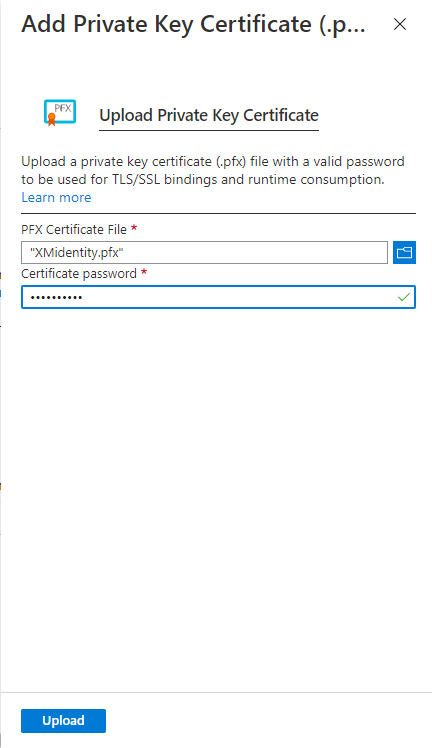 Add Private Key Certificate (.p...
PFX
Upload Private Key Certificate
Upload a private key certificate (.pfx) file with a valid password
to be used for TLS/SSL bindings and runtime consumption.
Learn more
PFX Certificate File *
"XMidentity.pfx"
Certificate password *
••••••••••
Upload